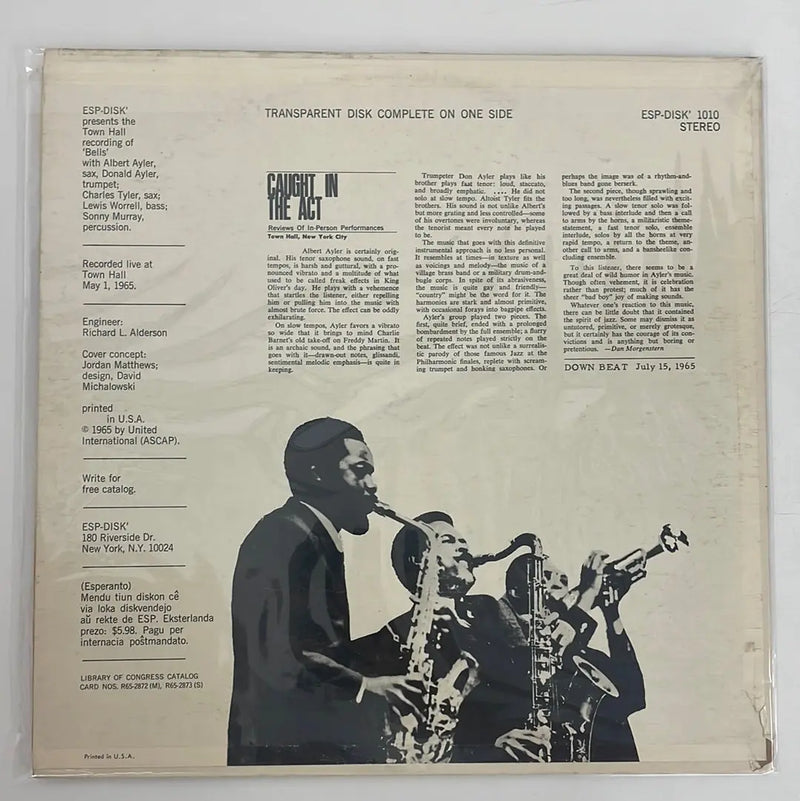 ESP-DISK'
presents the
Town Hall
recording of
'Bells'
with Albert Ayler,
sax, Donald Ayler,
trumpet;
Charles Tyler, sax;
Lewis Worrell, bass;
Sonny Murray,
percussion.
Recorded live at
Town Hall
May 1, 1965.
Engineer:
Richard L. Alderson
Cover concept:
Jordan Matthews;
design, David
Michalowski
printed
in U.S.A.
© 1965 by United
International (ASCAP).
Write for
free catalog.
ESP-DISK'
180 Riverside Dr.
New York, N.Y. 10024
(Esperanto)
Mendu tiun diskon ĉe
via loka diskvendejo
aŭ rekte de ESP. Eksterlanda
prezo: $5.98. Pagu per
internacia poŝtmandato.
LIBRARY OF CONGRESS CATALOG
CARD NOS. R65-2872 (M), R65-2873 (S)
Printed in U.S.A.
TRANSPARENT DISK COMPLETE ON ONE SIDE
ESP-DISK' 1010
STEREO
CAUGHT IN
THE ACT
Reviews Of In-Person Performances
Town Hall, New York City
Albert Ayler is certainly orig-
inal. His tenor saxophone sound, on fast
tempos, is harsh and guttural, with a pro-
nounced vibrato and a multitude of what
used to be called freak effects in King
Oliver's day. He plays with a vehemence
that startles the listener, either repelling
him or pulling him into the music with
almost brute force. The effect can be oddly
exhilarating.
On slow tempos, Ayler favors a vibrato
so wide that it brings to mind Charlie
Barnet's old take-off on Freddy Martin. It
is an archaic sound, and the phrasing that
goes with it—drawn-out notes, glissandi,
sentimental melodic emphasis—is quite in
keeping.
Trumpeter Don Ayler plays like his
brother plays fast tenor: loud, staccato,
and broadly emphatic. .... He did not
solo at slow tempo. Altoist Tyler fits the
brothers. His sound is not unlike Albert's
but more grating and less controlled—some
of his overtones were involuntary, whereas
the tenorist meant every note he played
to be.
The music that goes with this definitive
instrumental approach is no less personal.
It resembles at times—in texture as well
as voicings and melody—the music of a
village brass band or a military drum-and-
bugle corps. In spite of its abrasiveness,
the music is quite gay and friendly—
"country" might be the word for it. The
harmonies are stark and almost primitive,
with occasional forays into bagpipe effects.
Ayler's group played two pieces. The
first, quite brief, ended with a prolonged
bombardment by the full ensemble; a flurry
of repeated notes played strictly on the
beat. The effect was not unlike a surrealis-
tic parody of those famous Jazz at the
Philharmonic finales, replete with scream-
ing trumpet and honking saxophones. Or
perhaps the image was of a rhythm-and-
blues band gone berserk.
The second piece, though sprawling and
too long, was nevertheless filled with excit-
ing passages. A slow tenor solo was fol-
lowed by a bass interlude and then a call
to arms by the horns, a militaristic theme-
statement, a fast tenor solo, ensemble
interlude, solos by all the horns at very
rapid tempo, a return to the theme, an-
other call to arms, and a banshee-like con-
cluding ensemble.
To this listener, there seems to be a
great deal of wild humor in Ayler's music.
Though often vehement, it is celebration
rather than protest; much of it has the
sheer "bad boy" joy of making sounds.
Whatever one's reaction to this music,
there can be little doubt that it contained
the spirit of jazz. Some may dismiss it as
untutored, primitive, or merely grotesque,
but it certainly has the courage of its con-
victions and is anything but boring or
pretentious. —Dan Morgenstern
DOWN BEAT July 15, 1965